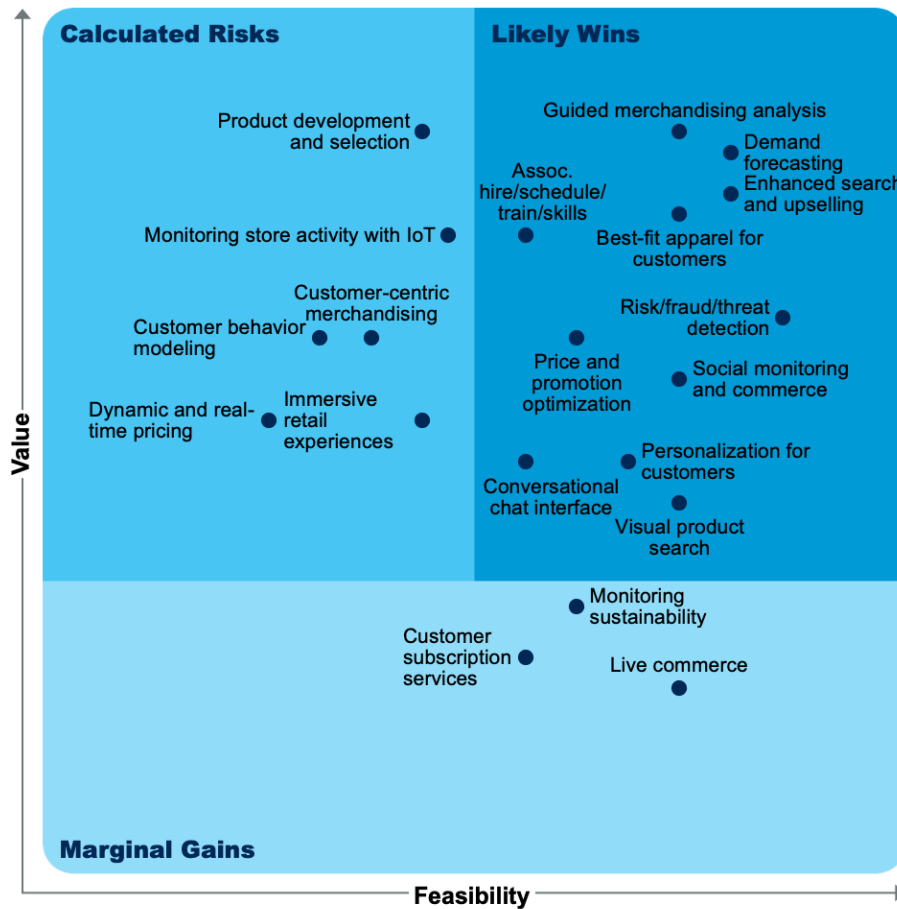 Calculated Risks
Likely Wins
Product development
and selection
Guided merchandising analysis
Demand
forecasting
Assoc.
hire/schedule/
train/skills
Enhanced search
and upselling
Monitoring store activity with IoT
Best-fit apparel for
customers
Customer-centric
merchandising
Customer behavior
modeling
Risk/fraud/threat
detection
Price and
promotion
optimization
Social monitoring
and commerce
Dynamic and real-
time pricing
Immersive
retail
experiences
Personalization for
customers
Conversational
chat interface
Visual product
search
Monitoring
sustainability
Customer
subscription
services
Live commerce
Marginal Gains
Value
Feasibility